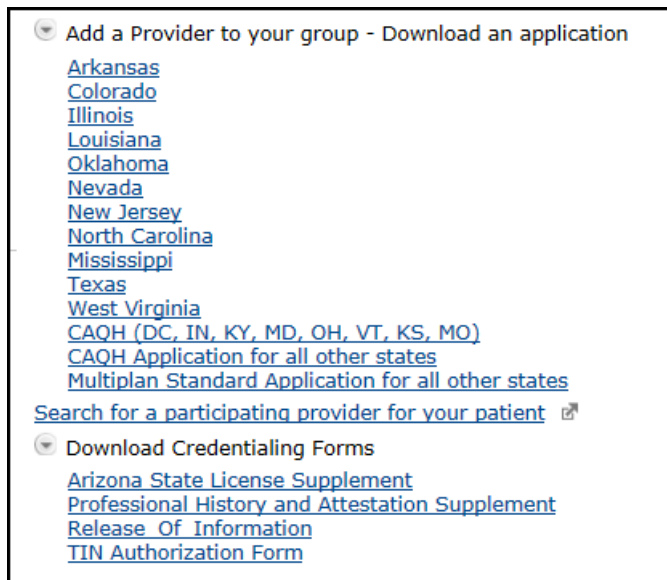 Add a Provider to your group - Download an application
Arkansas
Colorado
Illinois
Louisiana
Oklahoma
Nevada
New Jersey
North Carolina
Mississippi
Texas
West Virginia
CAQH (DC, IN, KY, MD, OH, VT, KS, MO)
CAQH Application for all other states
Multiplan Standard Application for all other states
Search for a participating provider for your patient
Download Credentialing Forms
Arizona State License Supplement
Professional History and Attestation Supplement
Release Of Information
TIN Authorization Form